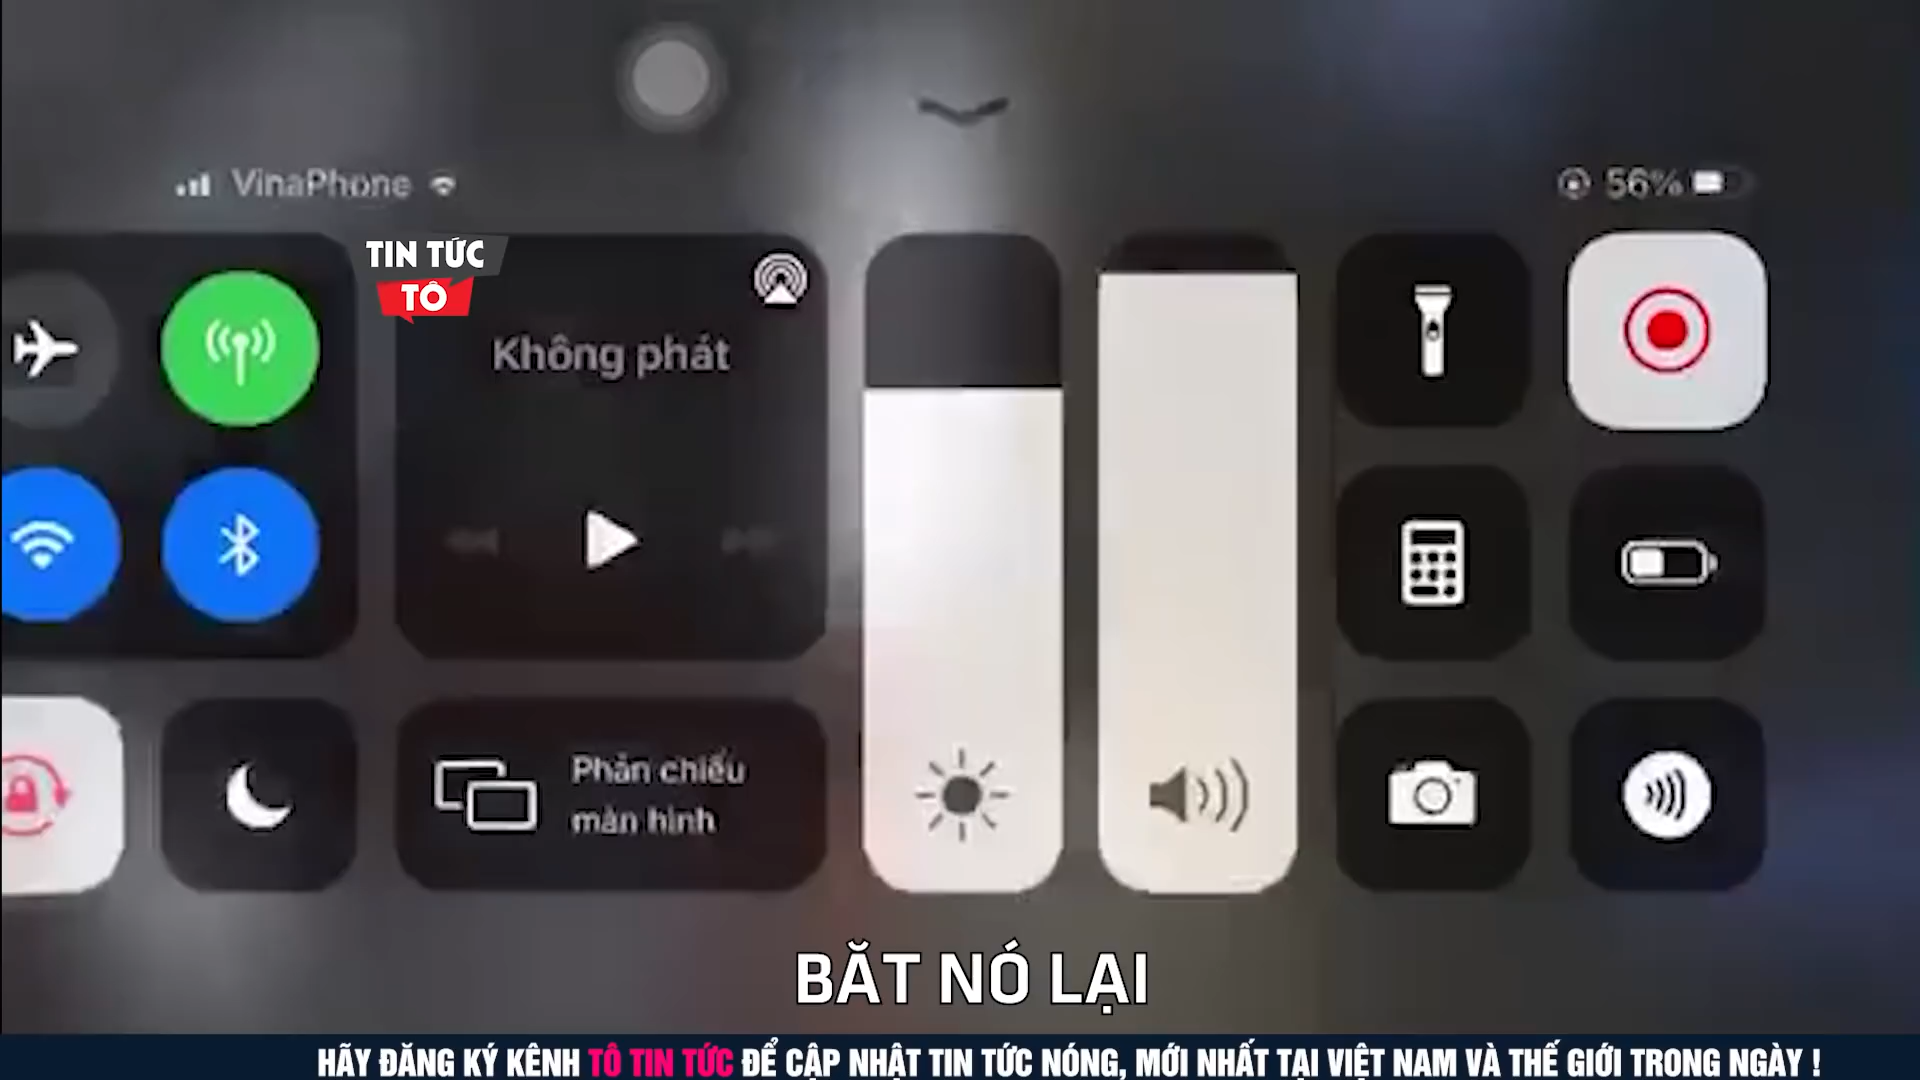 VinaPhone
56%
TIN TỨC
TÔ
Không phát
Phản chiếu
màn hình
BẮT NÓ LẠI
HÃY ĐĂNG KÝ KÊNH TÔ TIN TỨC ĐỂ CẬP NHẬT TIN TỨC NÓNG, MỚI NHẤT TẠI VIỆT NAM VÀ THẾ GIỚI TRONG NGÀY !